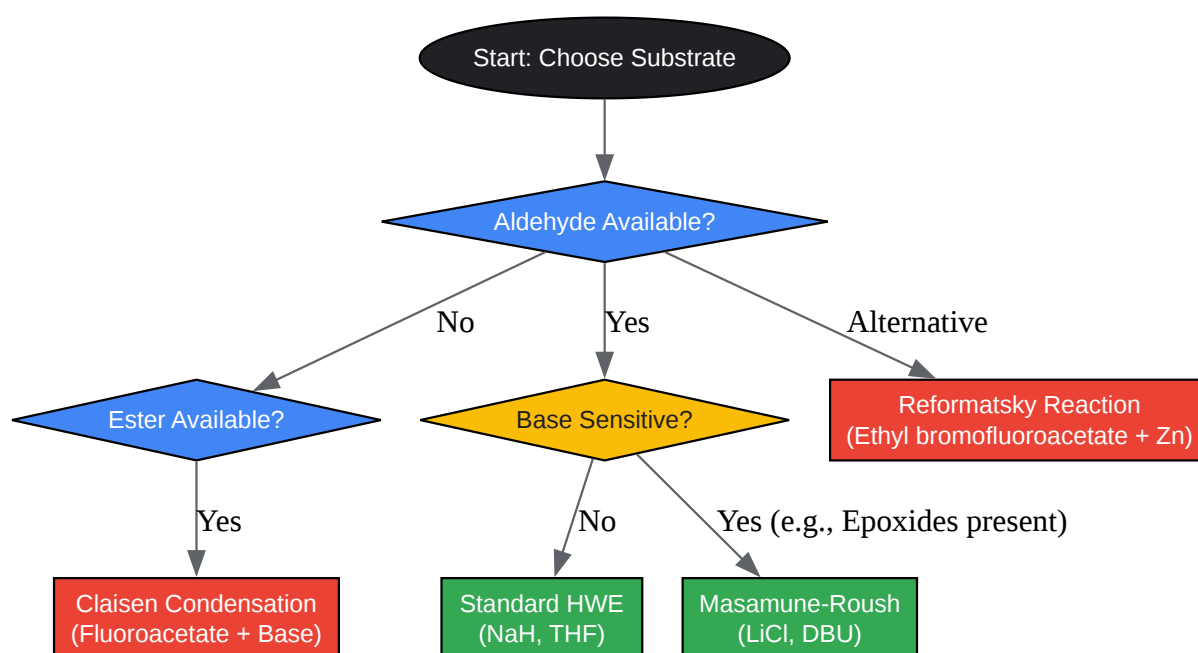 Start: Choose Substrate
Aldehyde Available?
No
Yes
Alternative
Ester Available?
Base Sensitive?
Reformatsky Reaction
(Ethyl bromofluoroacetate + Zn)
Yes
No
Yes (e.g., Epoxides present)
Claisen Condensation
(Fluoroacetate + Base)
Standard HWE
(NaH, THF)
Masamune-Roush
(LiCl, DBU)